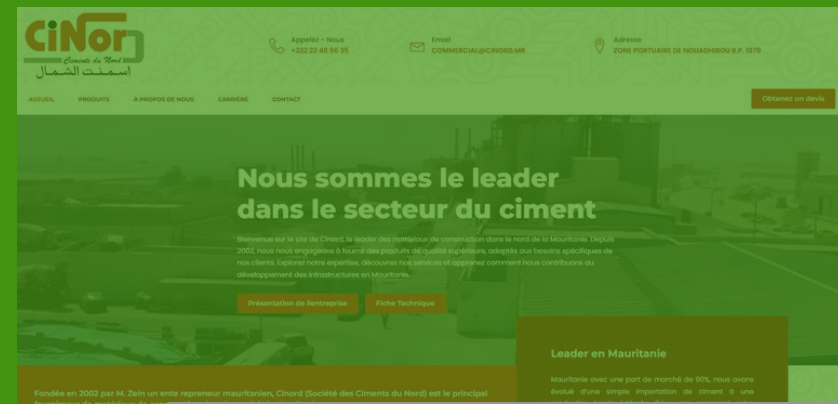 CiNor
Ciments du Nord
اسمنت الشمال
Appelez - Nous
+222 22 48 96 35
Email
COMMERCIAL@CINORD.MR
Adresse
ZONE PORTUAIRE DE NOUADHIBOU B.P. 1079
ACCUEIL PRODUITS À PROPOS DE NOUS CARRIÈRE CONTACT
Obtenez un devis
Nous sommes le leader
dans le secteur du ciment
Bienvenue sur le site de Cinord, le leader des matériaux de construction dans le nord de la Mauritanie. Depuis
2002, nous nous engageons à fournir des produits de qualité supérieure, adaptés aux besoins spécifiques de
nos clients. Explorez notre expertise, découvrez nos services et apprenez comment nous contribuons au
développement des infrastructures en Mauritanie.
Présentation de lientreprise Fiche Technique
Leader en Mauritanie
Mauritanie avec une part de marché de 90%, nous avons
évolué d'une simple importation de ciment à une
Fondée en 2002 par M. Zein un ente repreneur mauritanien, Cinord (Société des Ciments du Nord) est le principal